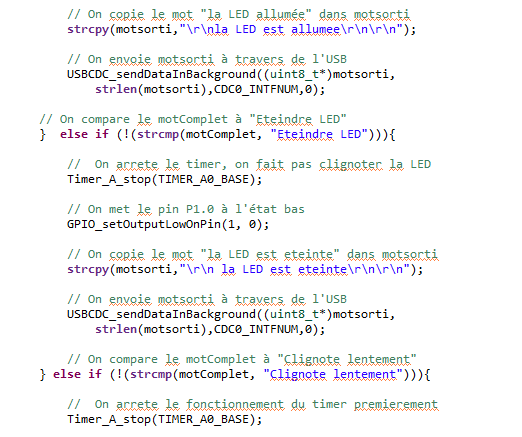 // On copie le mot "la LED allumée" dans motsorti
strcpy(motsorti,"\r\nla LED est allumee\r\n\r\n");
// On envoie motsorti à travers de l'USB
USBCDC_sendDataInBackground((uint8_t*)motsorti,
strlen(motsorti),CDC0_INTFNUM,0);
// On compare le motComplet à "Eteindre LED"
} else if (!(strcmp(motComplet, "Eteindre LED"))){
// On arrete le timer, on fait pas clignoter la LED
Timer_A_stop(TIMER_A0_BASE);
// On met le pin P1.0 à l'état bas
GPIO_setOutputLowOnPin(1, 0);
// On copie le mot "la LED est eteinte" dans motsorti
strcpy(motsorti,"\r\n la LED est eteinte\r\n\r\n");
// On envoie motsorti à travers de l'USB
USBCDC_sendDataInBackground((uint8_t*)motsorti,
strlen(motsorti),CDC0_INTFNUM,0);
// On compare le motComplet à "Clignote lentement"
} else if (!(strcmp(motComplet, "Clignote lentement"))){
// On arrete le fonctionnement du timer premierement
Timer_A_stop(TIMER_A0_BASE);